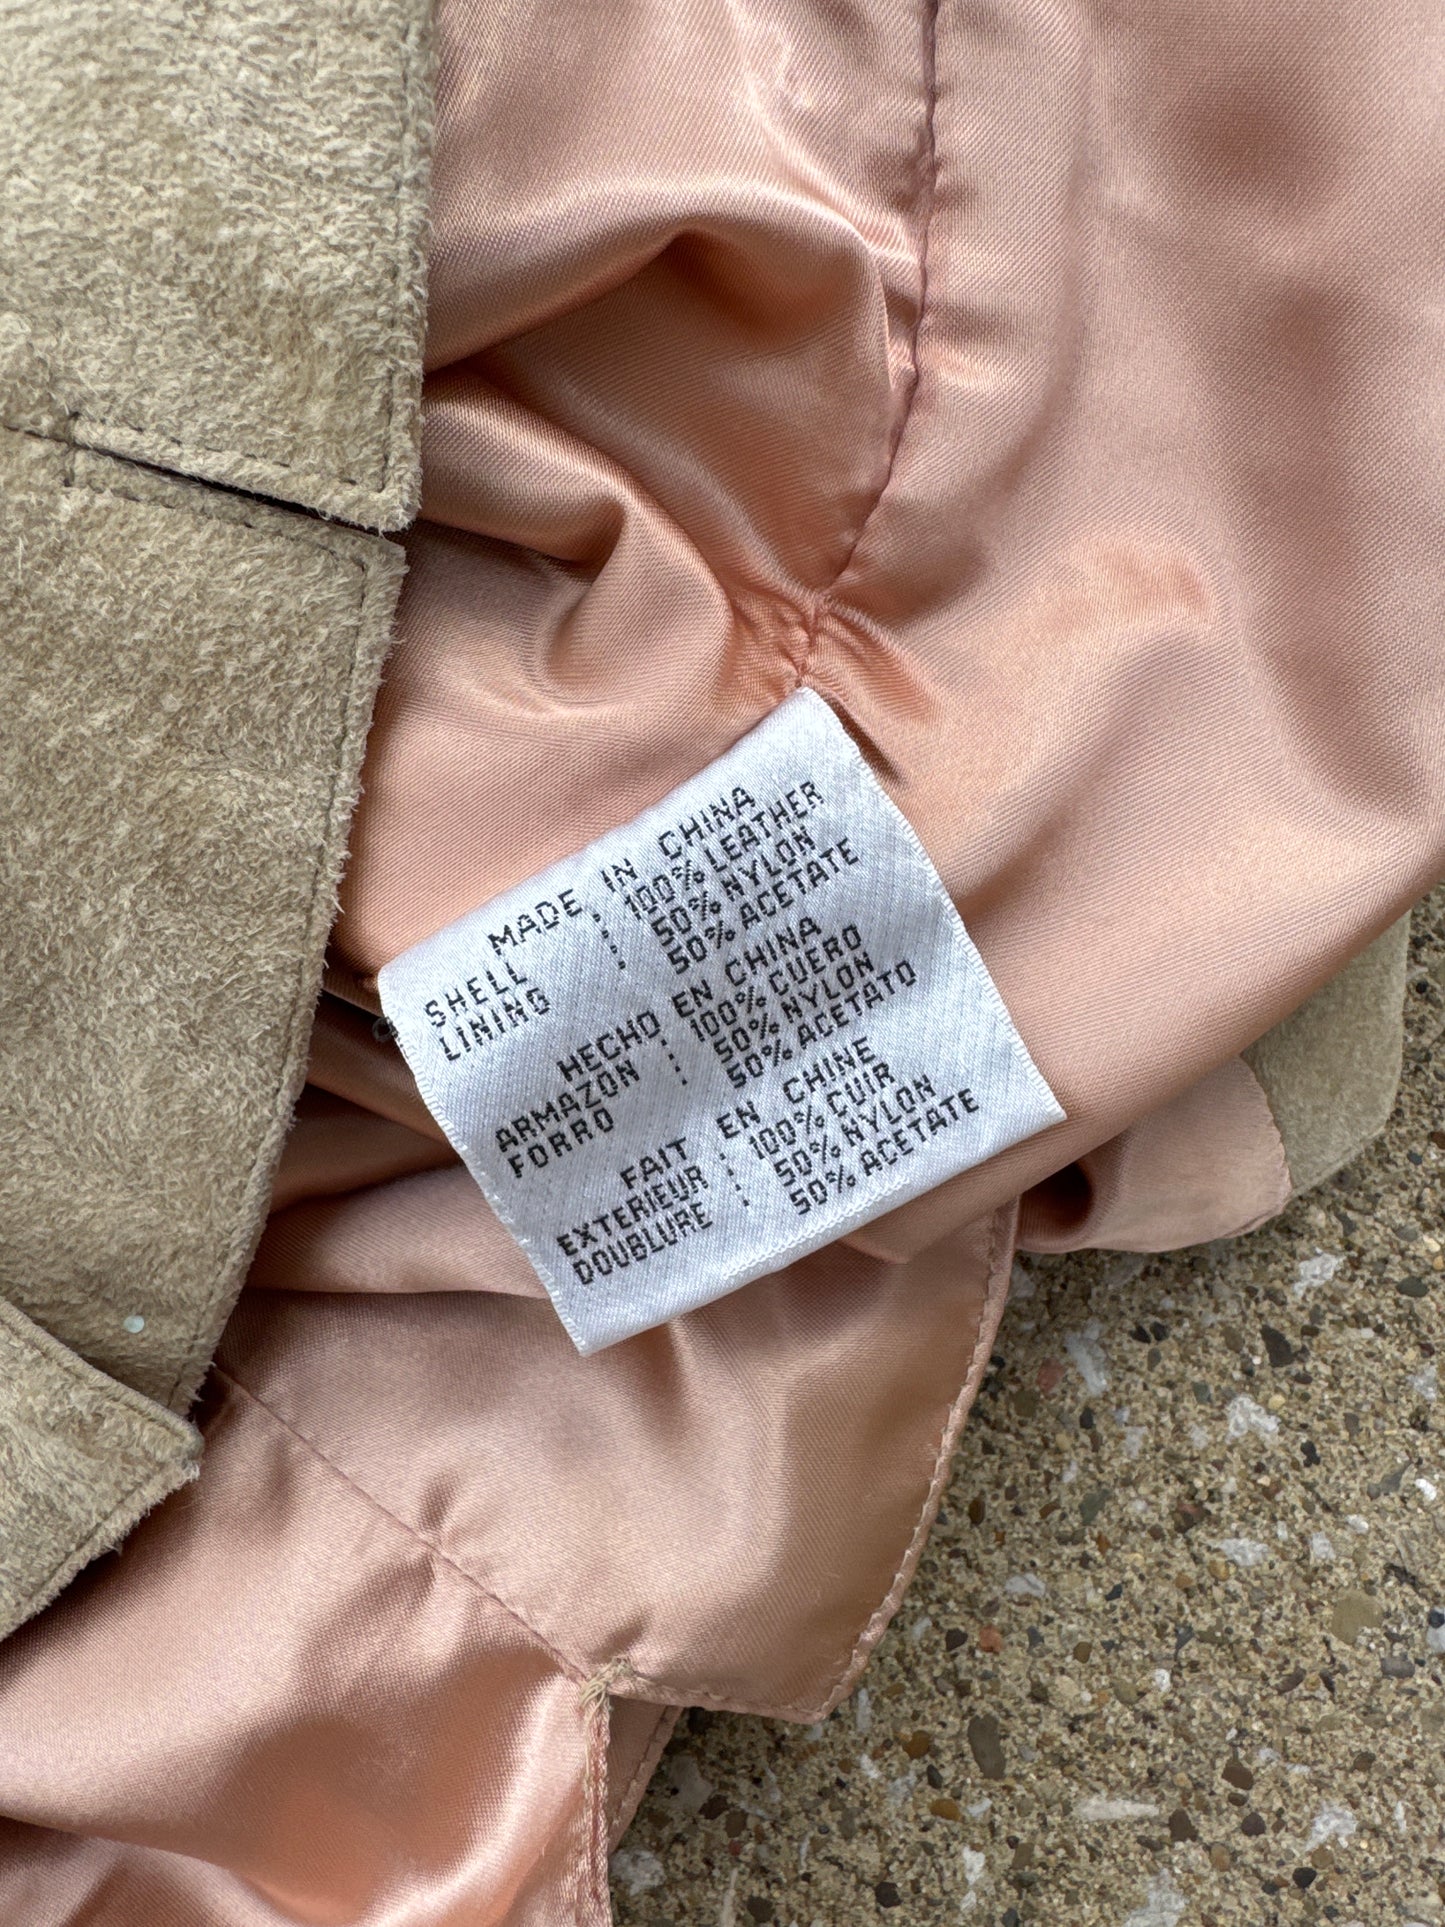 MADE IN CHINA
SHELL : 100% LEATHER
LINING : 50% NYLON
: 50% ACETATE
HECHO EN CHINA
ARMAZON : 100% CUERO
FORRO : 50% NYLON
50% ACETATO
FAIT EN CHINE
EXTERIEUR : 100% CUIR
DOUBLURE : 50% NYLON
50% ACETATE